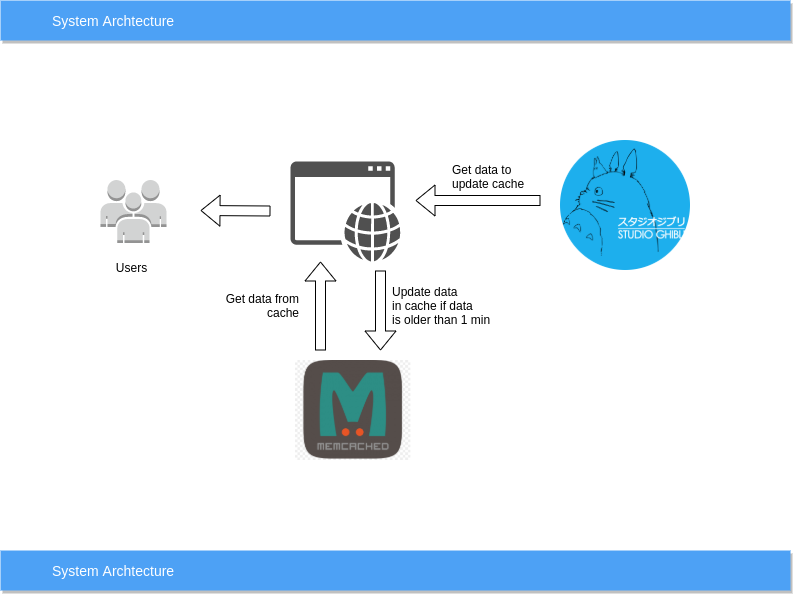 System Archtecture
Get data to
update cache
スタジオジブリ
STUDIO GHIBLI
Users
Get data from
cache
Update data
in cache if data
is older than 1 min
MEMCACHED
System Archtecture